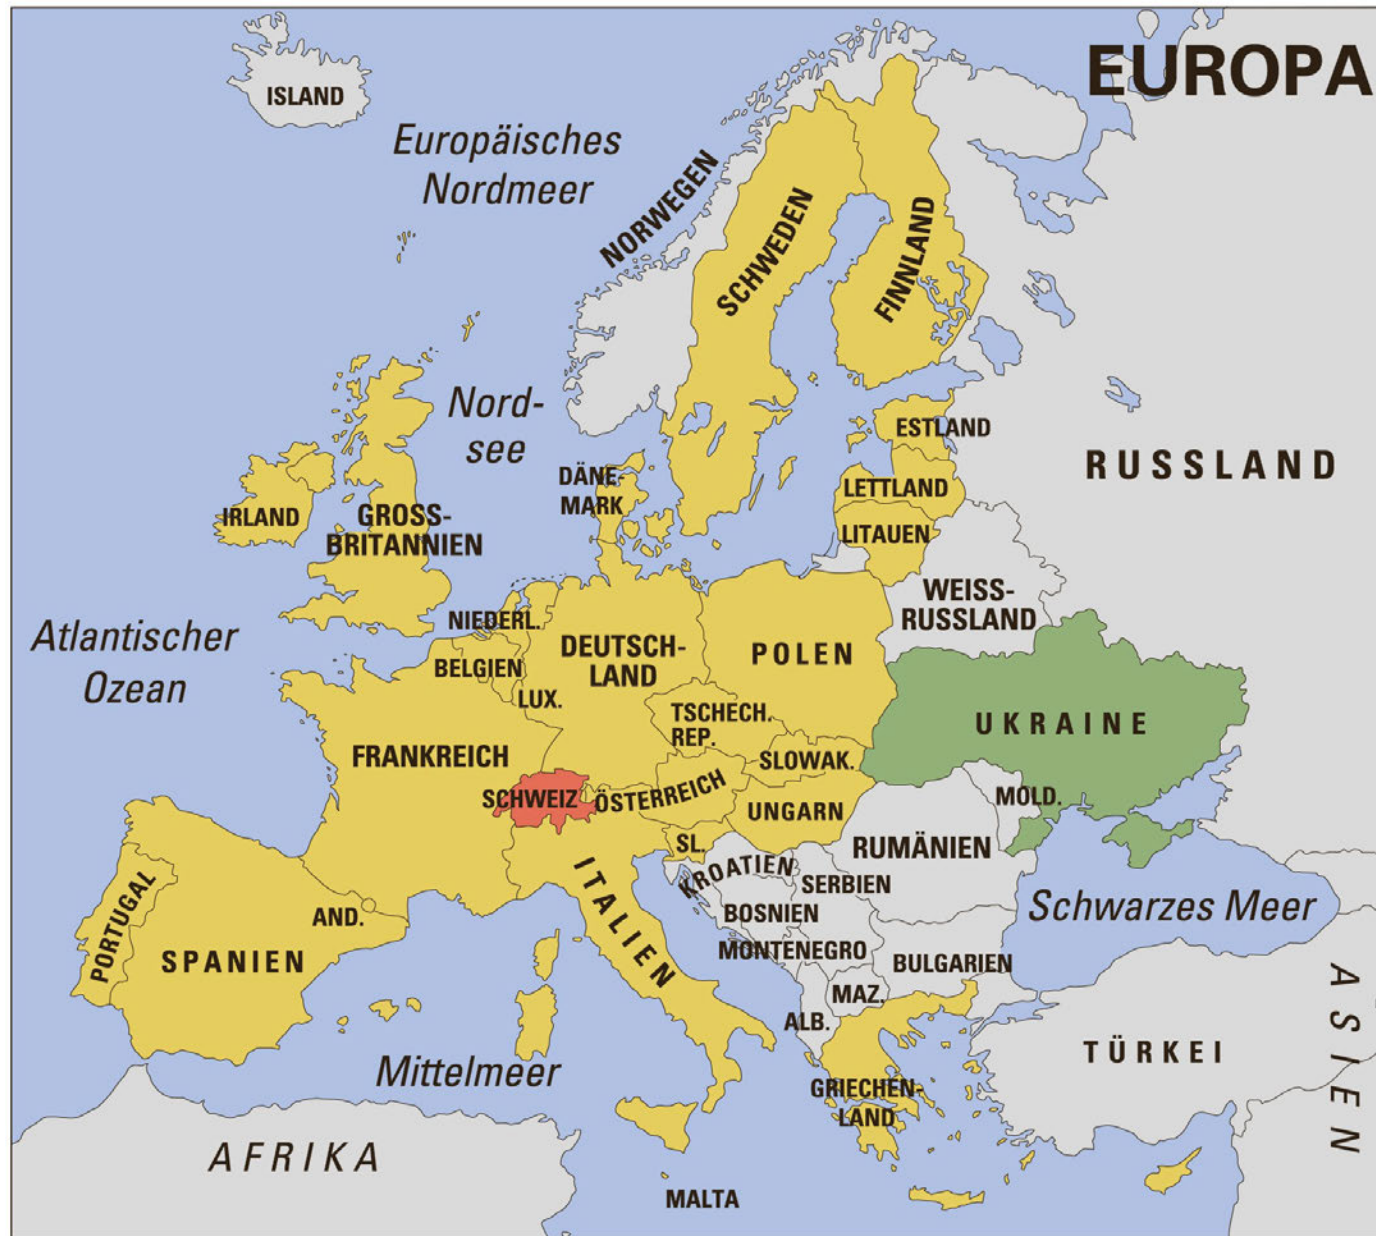 EUROPA
ISLAND
Europäisches
Nordmeer
NORWEGEN
SCHWEDEN
FINNLAND
Nord-
see
ESTLAND
RUSSLAND
DÄNE-
MARK
LETTLAND
IRLAND
GROSS-
BRITANNIEN
LITAUEN
WEISS-
RUSSLAND
NIEDERL.
Atlantischer
Ozean
BELGIEN
DEUTSCH-
LAND
POLEN
LUX.
TSCHECH.
REP.
UKRAINE
FRANKREICH
SLOWAK.
SCHWEIZ
ÖSTERREICH
UNGARN
MOLD.
SL.
RUMÄNIEN
KROATIEN
SERBIEN
ITALIEN
PORTUGAL
AND.
BOSNIEN
Schwarzes Meer
SPANIEN
MONTENEGRO
BULGARIEN
MAZ.
ALB.
ASIEN
TÜRKEI
Mittelmeer
GRIECHEN-
LAND
AFRIKA
MALTA